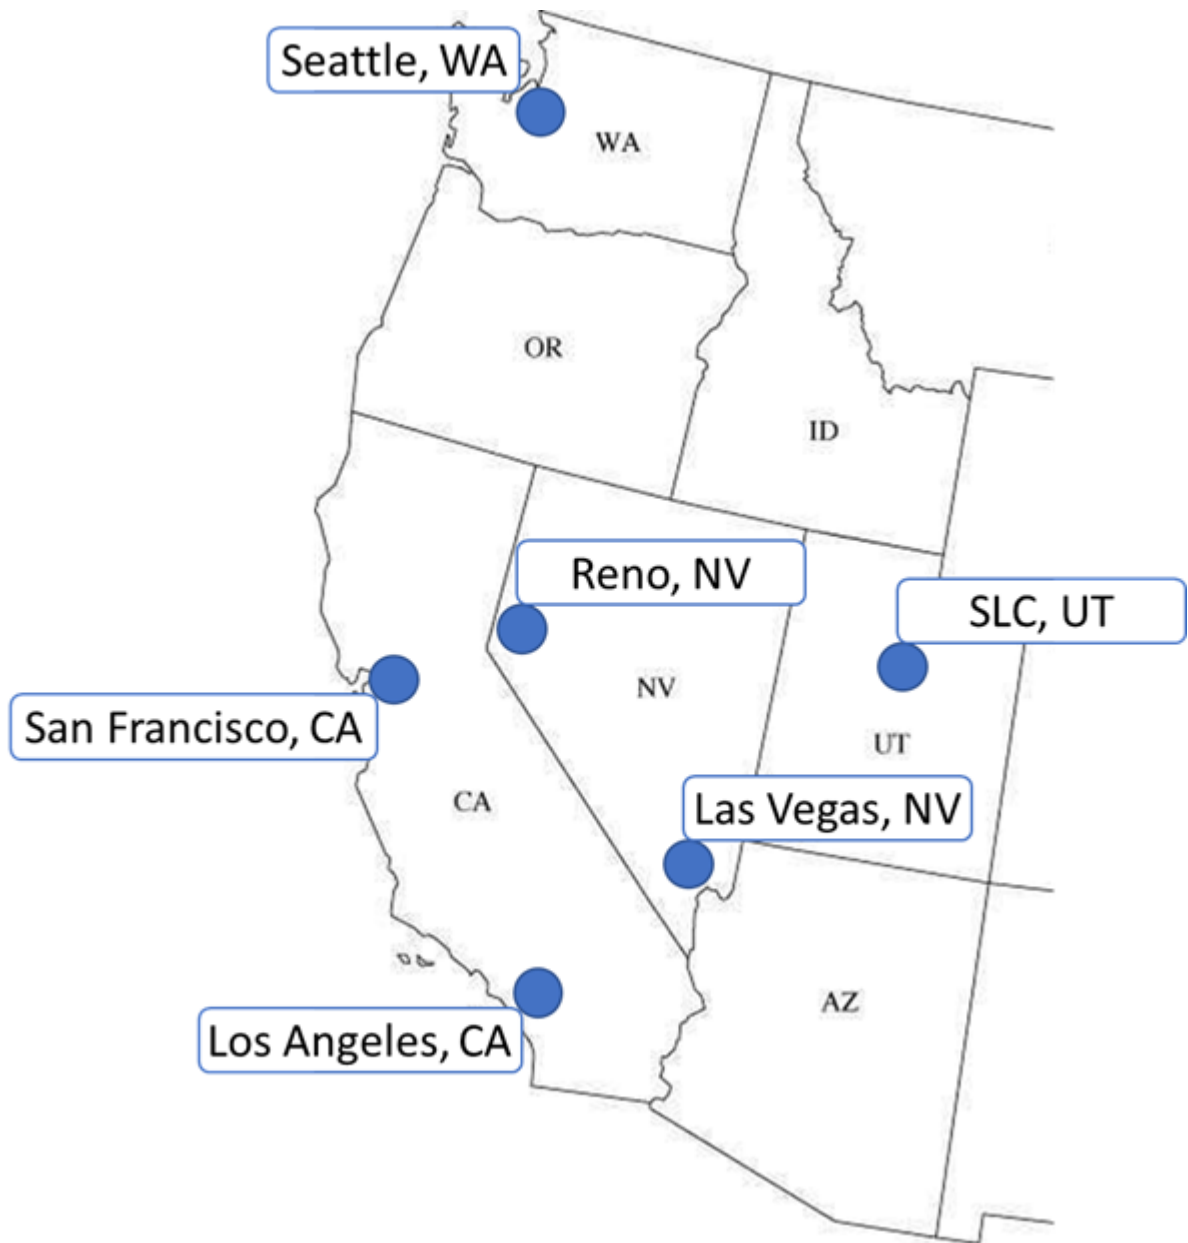 Seattle, WA
WA
OR
ID
Reno, NV
SLC, UT
San Francisco, CA
NV
UT
CA
Las Vegas, NV
AZ
Los Angeles, CA